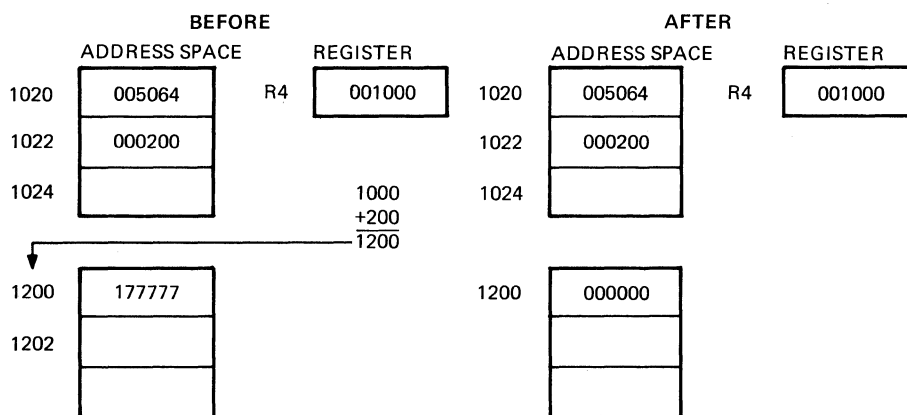 BEFORE AFTER
ADDRESS SPACE REGISTER ADDRESS SPACE REGISTER
1020 005064 R4 001000 1020 005064 R4 001000
1022 000200 1022 000200
1024 1000 1024
+200
1200
1200 177777 1200 000000
1202